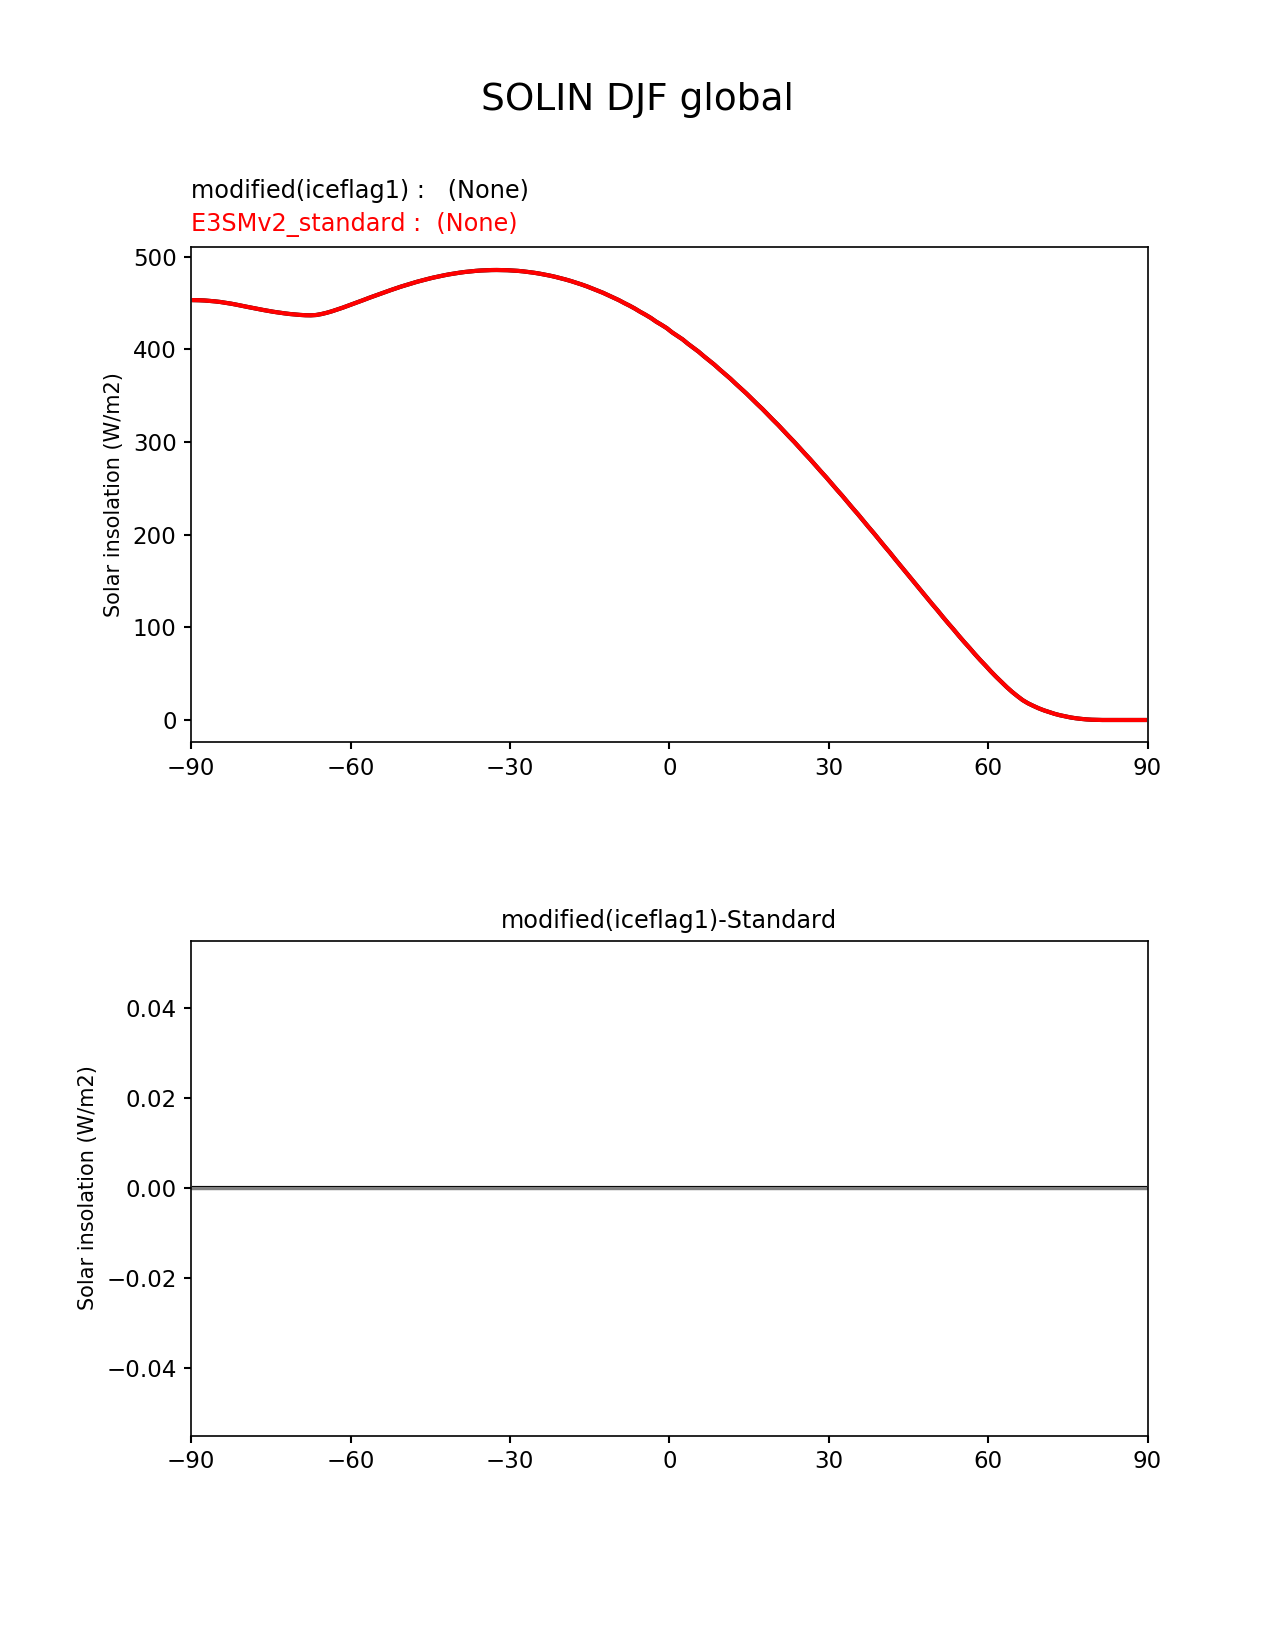 SOLIN DJF global
modified(iceflag1) :   (None)
E3SMv2_standard :  (None)
Solar insolation (W/m2)
500
400
300
200
100
0
−90 −60 −30 0 30 60 90
modified(iceflag1)-Standard
Solar insolation (W/m2)
0.04
0.02
0.00
−0.02
−0.04
−90 −60 −30 0 30 60 90